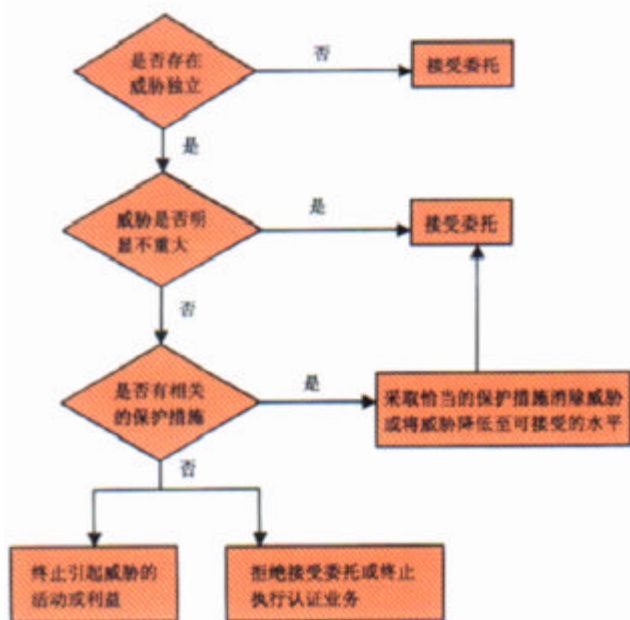 是否存在
威胁独立
否
接受委托
是
威胁是否明
显不重大
是
接受委托
否
是否有相关
的保护措施
是
采取恰当的保护措施消除威胁
或将威胁降低至可接受的水平
否
终止引起威胁的
活动或利益
拒绝接受委托或终止
执行认证业务